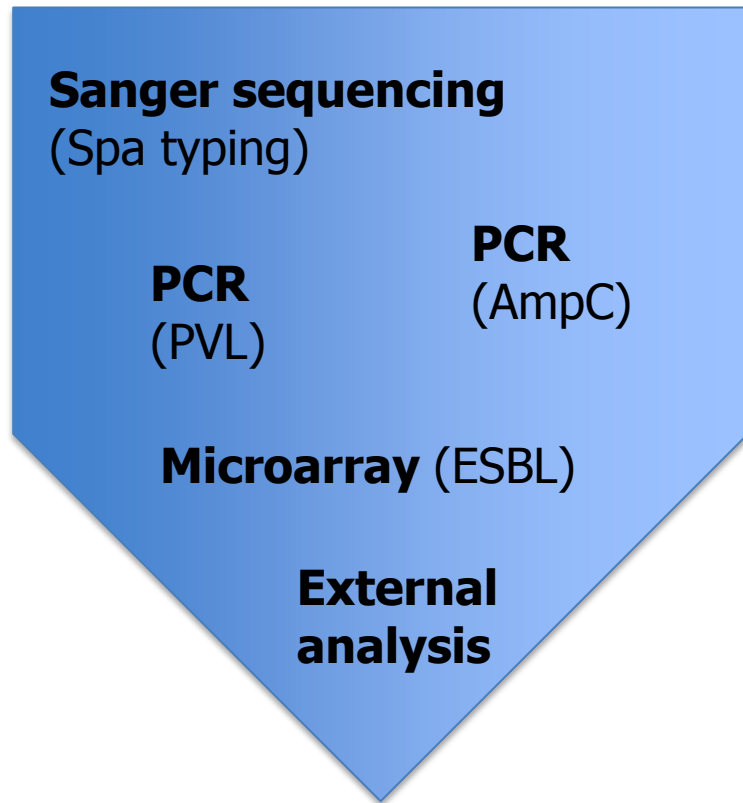 Sanger sequencing
(Spa typing)
PCR
(PVL)
PCR
(AmpC)
Microarray (ESBL)
External
analysis